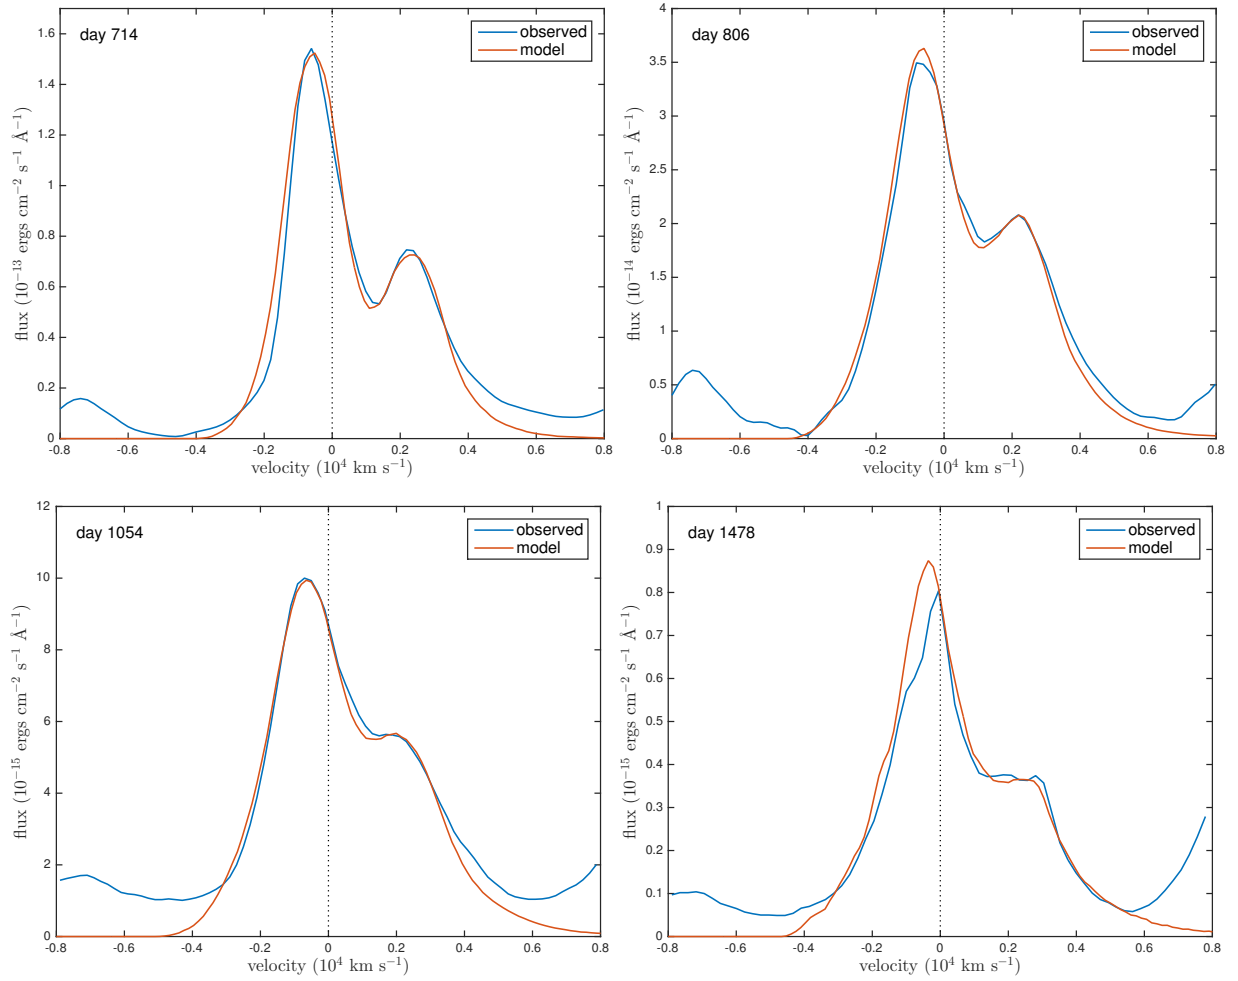 day 714
observed
model
1.6
1.4
1.2
1
0.8
0.6
0.4
0.2
0
-0.8 -0.6 -0.4 -0.2 0 0.2 0.4 0.6 0.8
velocity (10⁴ km s⁻¹)
flux (10⁻¹³ ergs cm⁻² s⁻¹ Å⁻¹)
day 806
observed
model
4
3.5
3
2.5
2
1.5
1
0.5
0
-0.8 -0.6 -0.4 -0.2 0 0.2 0.4 0.6 0.8
velocity (10⁴ km s⁻¹)
flux (10⁻¹⁴ ergs cm⁻² s⁻¹ Å⁻¹)
day 1054
observed
model
12
10
8
6
4
2
0
-0.8 -0.6 -0.4 -0.2 0 0.2 0.4 0.6 0.8
velocity (10⁴ km s⁻¹)
flux (10⁻¹⁵ ergs cm⁻² s⁻¹ Å⁻¹)
day 1478
observed
model
1
0.9
0.8
0.7
0.6
0.5
0.4
0.3
0.2
0.1
0
-0.8 -0.6 -0.4 -0.2 0 0.2 0.4 0.6 0.8
velocity (10⁴ km s⁻¹)
flux (10⁻¹⁵ ergs cm⁻² s⁻¹ Å⁻¹)